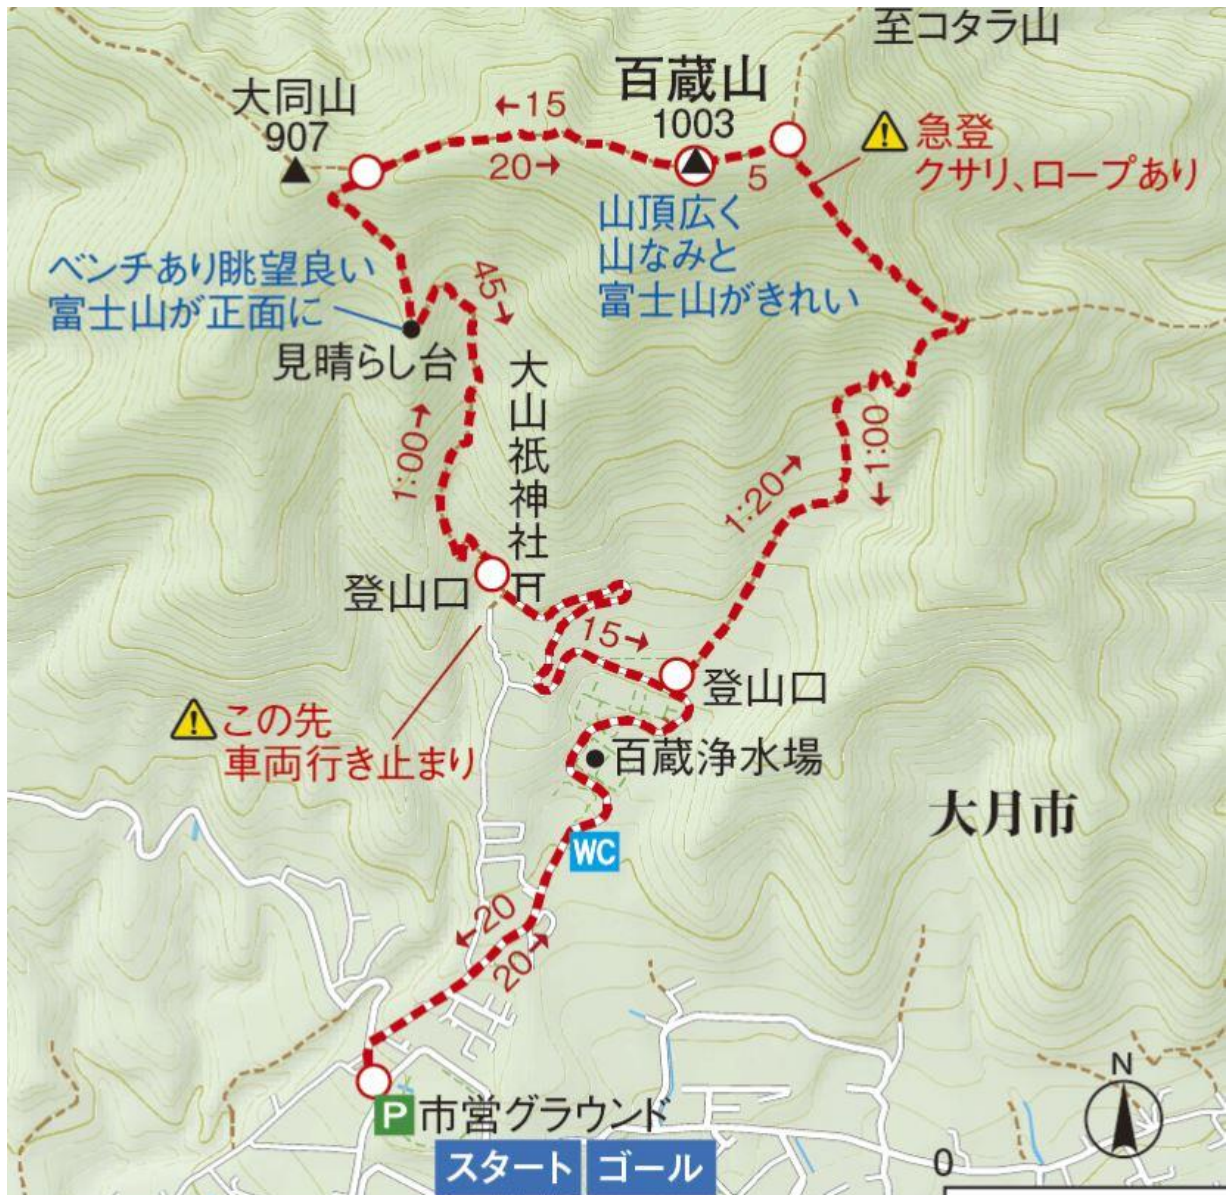 至コタラ山
百蔵山
1003
大同山
907
←15
20→
5
急登
クサリ、ロープあり
山頂広く
山なみと
富士山がきれい
ベンチあり眺望良い
富士山が正面に
見晴らし台
45→
1:00→
大山祇神社
登山口
1:20→
←1:00
15→
登山口
この先
車両行き止まり
百蔵浄水場
大月市
WC
←20
20→
P 市営グラウンド
スタート ゴール
N
0